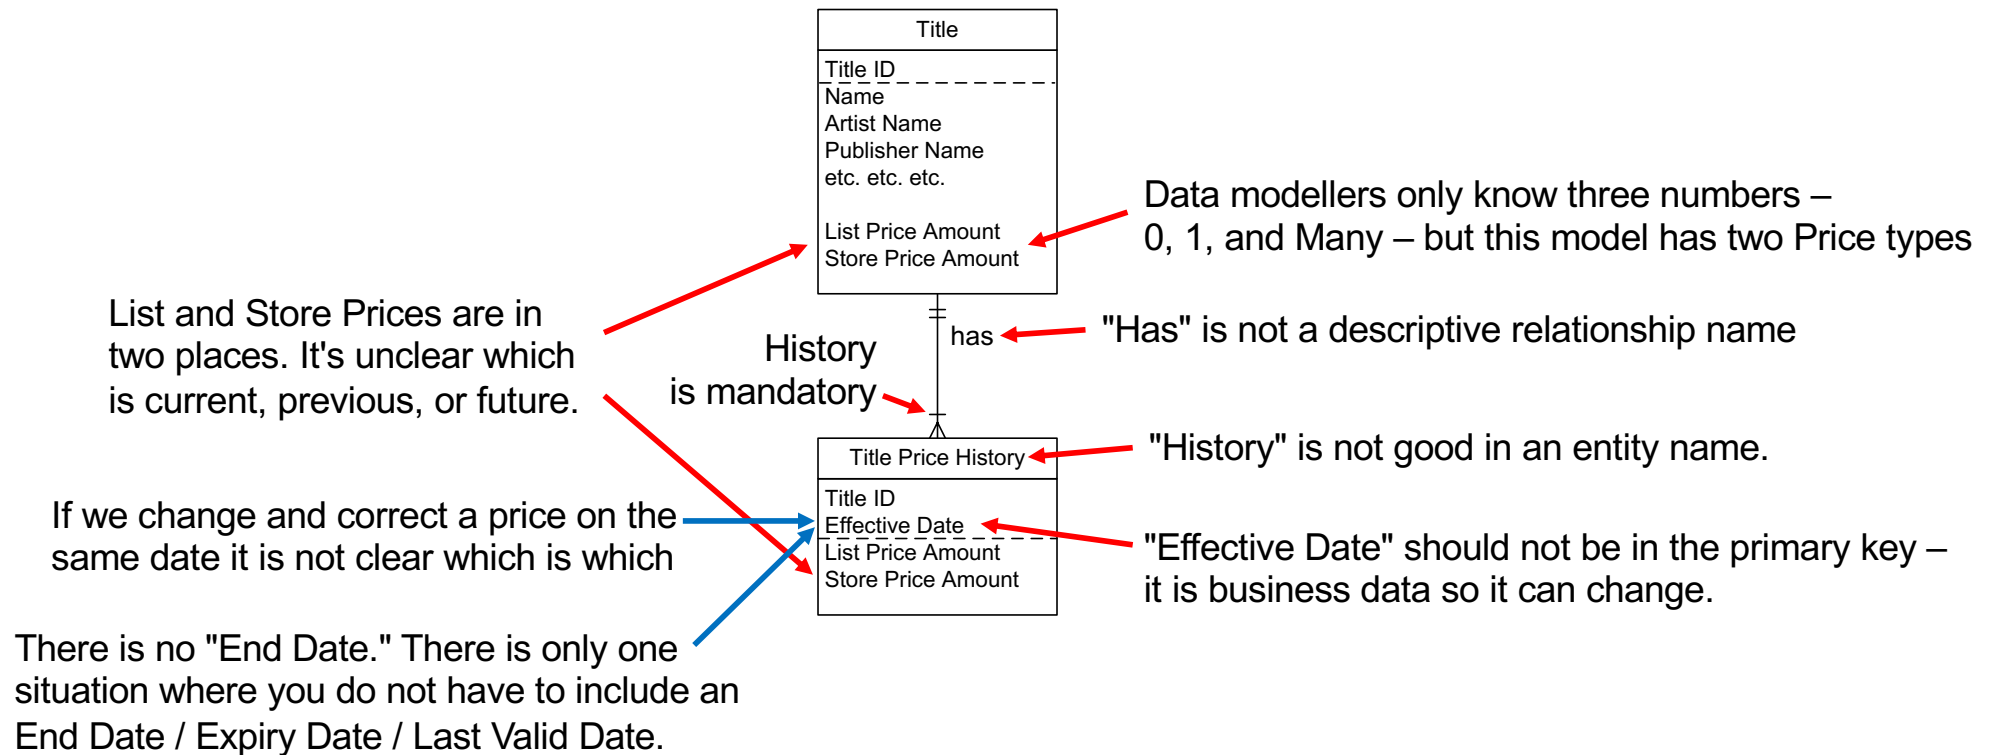 Title
Title ID
Name
Artist Name
Publisher Name
etc. etc. etc.
List Price Amount
Store Price Amount
Data modellers only know three numbers –
0, 1, and Many – but this model has two Price types
List and Store Prices are in
two places. It's unclear which
is current, previous, or future.
has
"Has" is not a descriptive relationship name
History
is mandatory
Title Price History
"History" is not good in an entity name.
Title ID
Effective Date
List Price Amount
Store Price Amount
If we change and correct a price on the
same date it is not clear which is which
"Effective Date" should not be in the primary key –
it is business data so it can change.
There is no "End Date." There is only one
situation where you do not have to include an
End Date / Expiry Date / Last Valid Date.